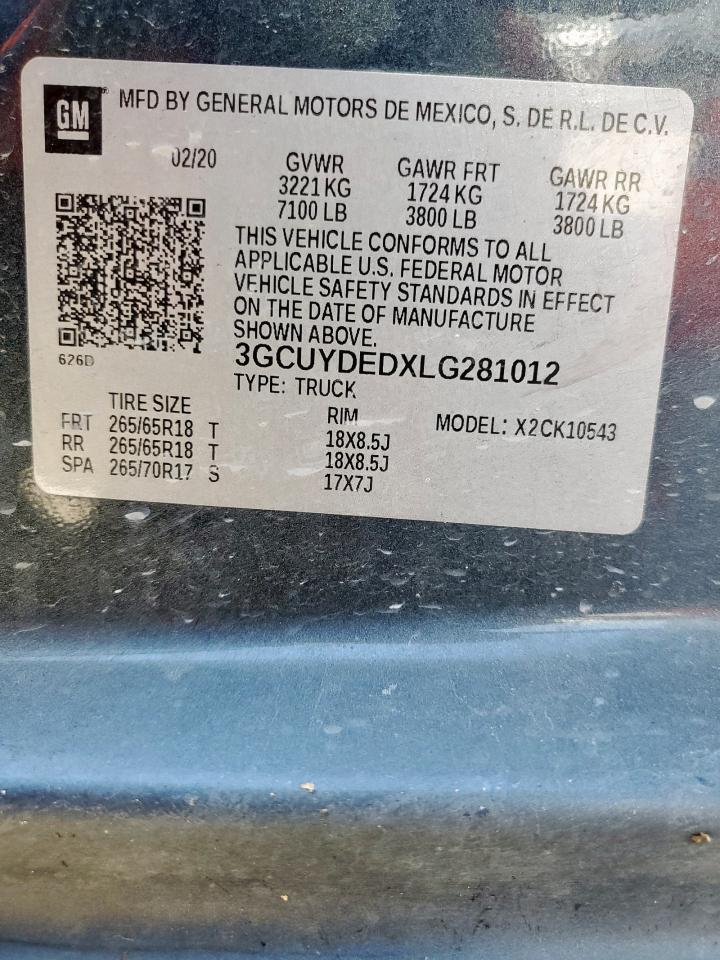 GM MFD BY GENERAL MOTORS DE MEXICO, S. DE R.L. DE C.V.
02/20 GVWR GAWR FRT GAWR RR
3221 KG 1724 KG 1724 KG
7100 LB 3800 LB 3800 LB
THIS VEHICLE CONFORMS TO ALL
APPLICABLE U.S. FEDERAL MOTOR
VEHICLE SAFETY STANDARDS IN EFFECT
ON THE DATE OF MANUFACTURE
SHOWN ABOVE.
626D
3GCUYDEDXLG281012
TYPE: TRUCK
TIRE SIZE RIM MODEL: X2CK10543
FRT 265/65R18 T 18X8.5J
RR 265/65R18 T 18X8.5J
SPA 265/70R17 S 17X7J